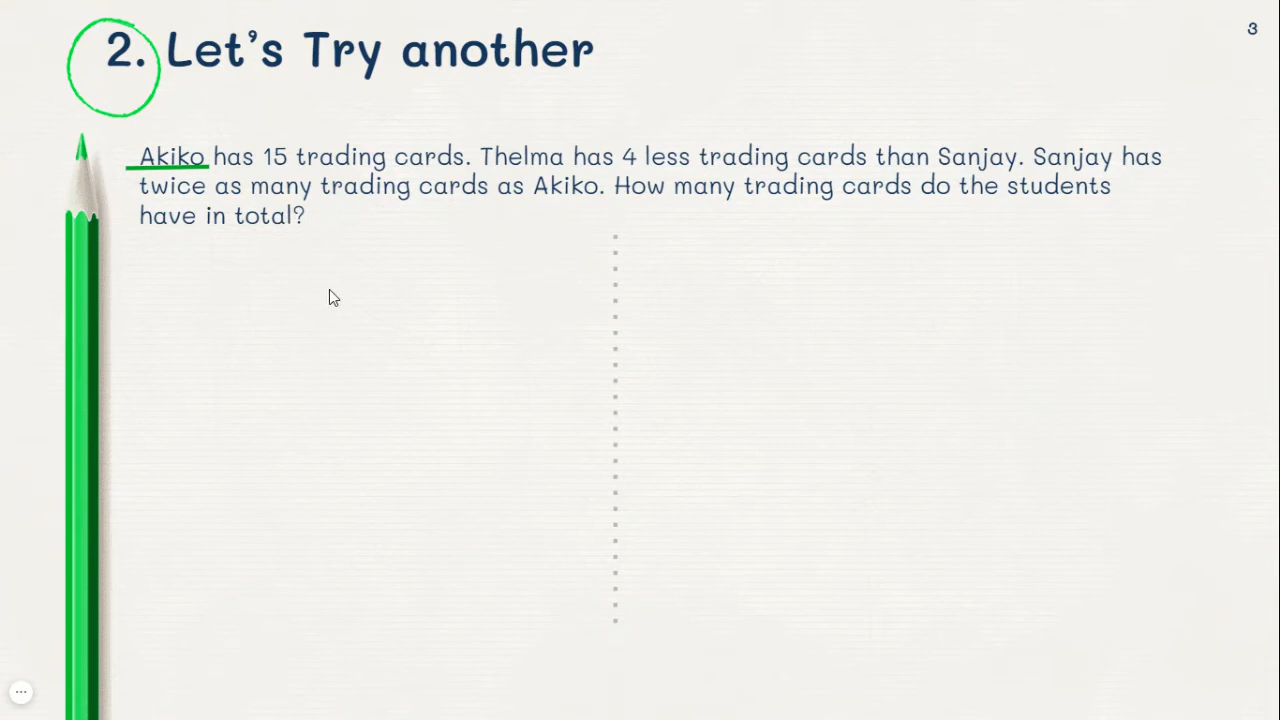 2. Let's Try another
3
Akiko has 15 trading cards. Thelma has 4 less trading cards than Sanjay. Sanjay has
twice as many trading cards as Akiko. How many trading cards do the students
have in total?